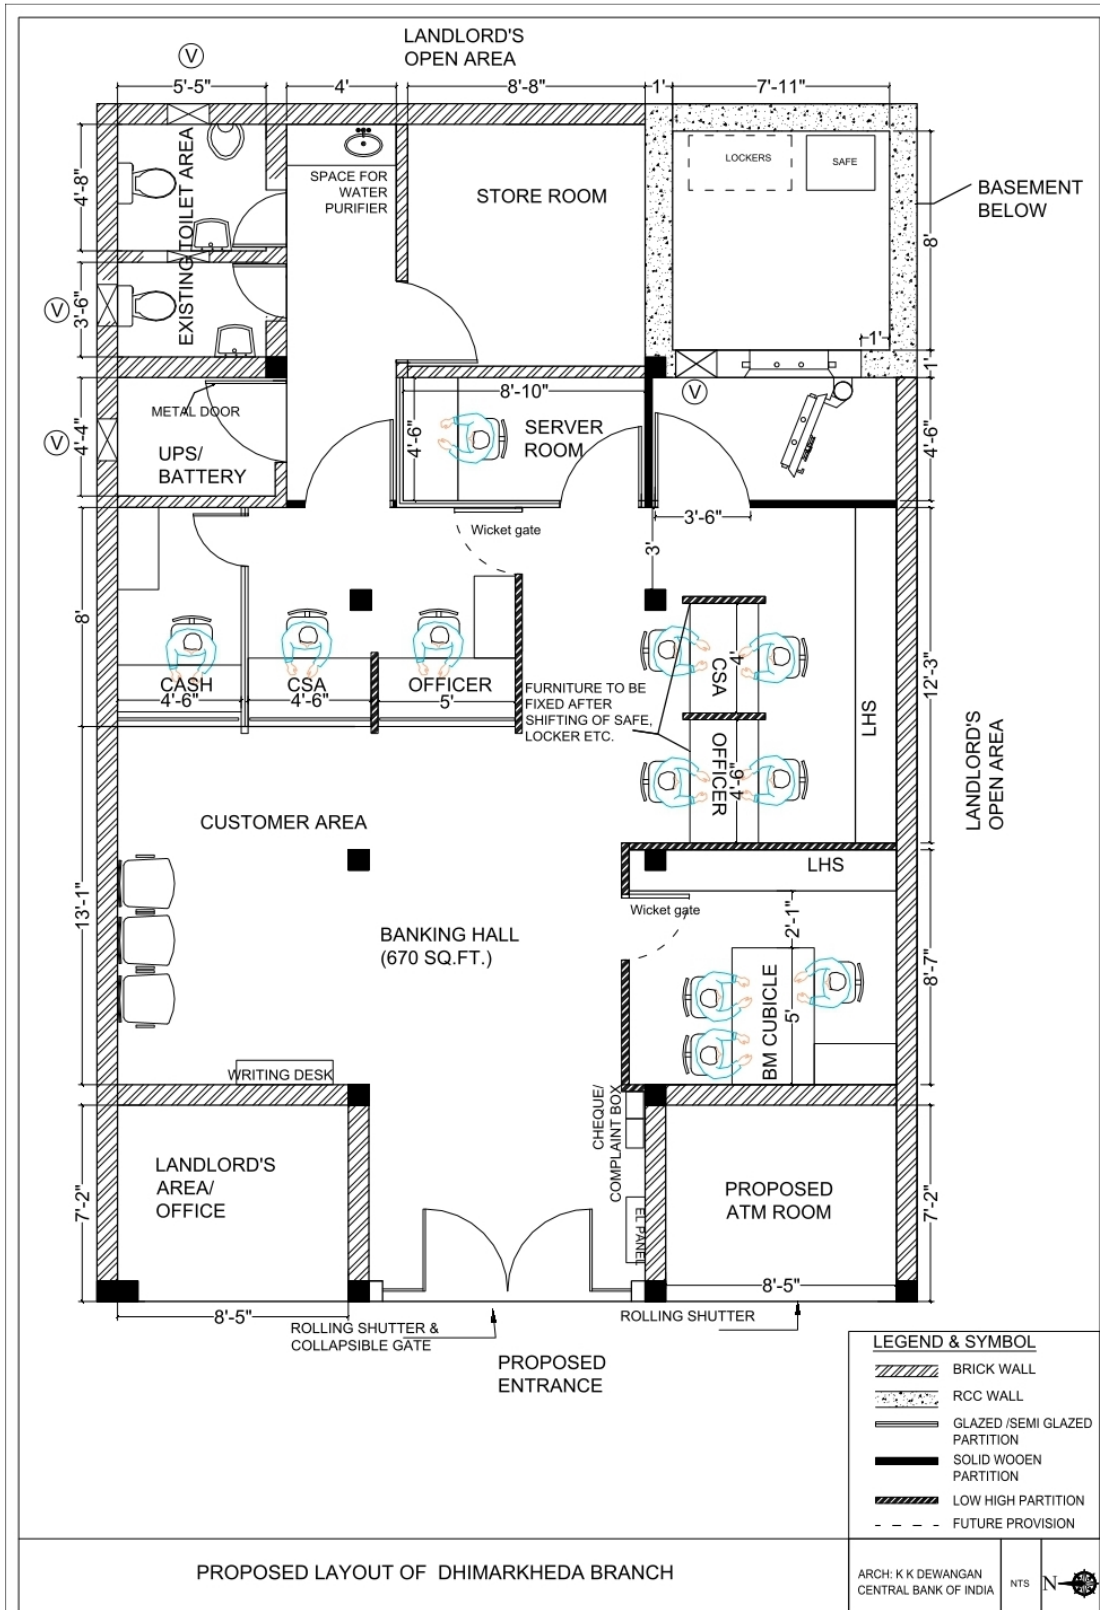 LANDLORD'S
OPEN AREA
V
5'-5"
4'
8'-8"
1'
7'-11"
4'-8"
EXISTING TOILET AREA
SPACE FOR
WATER
PURIFIER
STORE ROOM
LOCKERS
SAFE
BASEMENT
BELOW
8'
V
3'-6"
1'
1'
METAL DOOR
V
4'-4"
UPS/
BATTERY
8'-10"
4'-6"
SERVER
ROOM
V
4'-6"
3'-6"
Wicket gate
3'
8'
CASH
4'-6"
CSA
4'-6"
OFFICER
5'
FURNITURE TO BE
FIXED AFTER
SHIFTING OF SAFE,
LOCKER ETC.
CSA
4'
OFFICER
4'-6"
LHS
12'-3"
LANDLORD'S
OPEN AREA
CUSTOMER AREA
LHS
13'-1"
BANKING HALL
(670 SQ.FT.)
Wicket gate
2'-1"
BM CUBICLE
5'
8'-7"
WRITING DESK
CHEQUE/
COMPLAINT BOX
LANDLORD'S
AREA/
OFFICE
7'-2"
EL PANEL
PROPOSED
ATM ROOM
7'-2"
8'-5"
8'-5"
ROLLING SHUTTER &
COLLAPSIBLE GATE
ROLLING SHUTTER
PROPOSED
ENTRANCE
LEGEND & SYMBOL
BRICK WALL
RCC WALL
GLAZED /SEMI GLAZED
PARTITION
SOLID WOOEN
PARTITION
LOW HIGH PARTITION
FUTURE PROVISION
PROPOSED LAYOUT OF DHIMARKHEDA BRANCH
ARCH: K K DEWANGAN
CENTRAL BANK OF INDIA
NTS
N